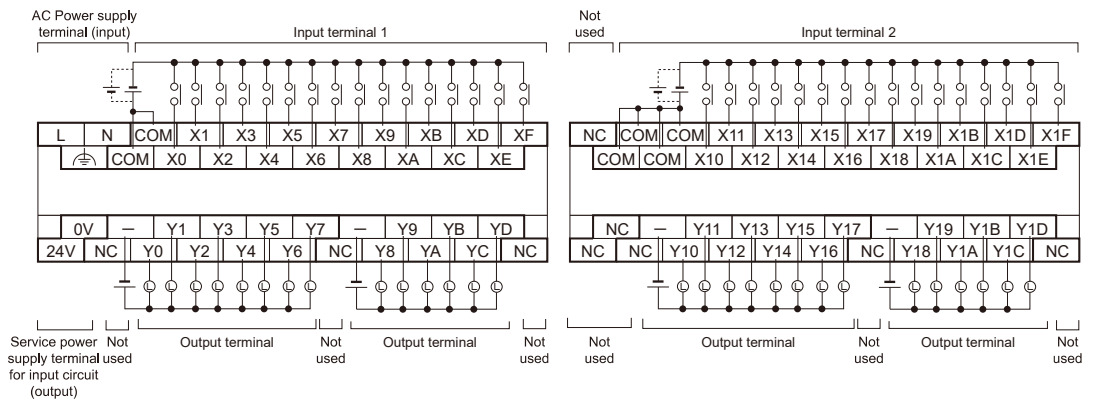 AC Power supply
terminal (input)
Input terminal 1
Not
used
Input terminal 2
L N COM X1 X3 X5 X7 X9 XB XD XF
COM X0 X2 X4 X6 X8 XA XC XE
NC COM COM X11 X13 X15 X17 X19 X1B X1D X1F
COM COM X10 X12 X14 X16 X18 X1A X1C X1E
0V − Y1 Y3 Y5 Y7 − Y9 YB YD
24V NC Y0 Y2 Y4 Y6 NC Y8 YA YC NC
NC − Y11 Y13 Y15 Y17 − Y19 Y1B Y1D
NC NC Y10 Y12 Y14 Y16 NC Y18 Y1A Y1C NC
L L L L L L L L L L L L L L
L L L L L L L L L L L L L L
Service power
supply terminal
for input circuit
(output)
Not
used
Output terminal
Not
used
Output terminal
Not
used
Not
used
Output terminal
Not
used
Output terminal
Not
used